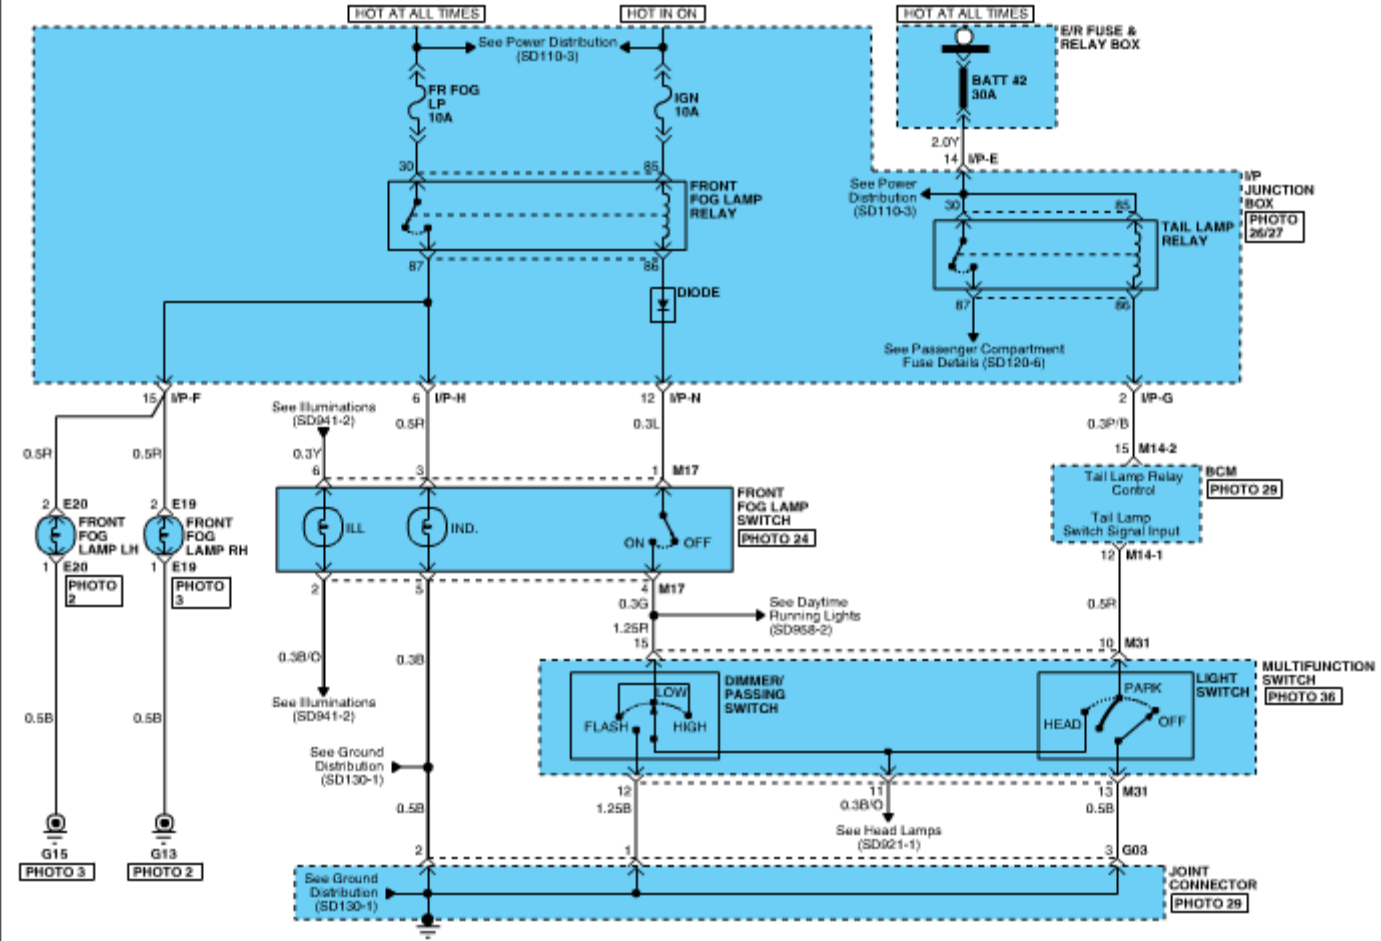 HOT AT ALL TIMES
HOT IN ON
HOT AT ALL TIMES
See Power Distribution
(SD110-3)
E/R FUSE &
RELAY BOX
BATT #2
30A
FR FOG
LP
10A
IGN
10A
2.0Y
14
I/P-E
30
85
See Power
Distribution
(SD110-3)
I/P
JUNCTION
BOX
PHOTO
26/27
FRONT
FOG LAMP
RELAY
30
85
TAIL LAMP
RELAY
87
86
DIODE
87
86
See Passenger Compartment
Fuse Details (SD120-6)
15
I/P-F
6
I/P-H
12
I/P-N
2
I/P-G
See Illuminations
(SD941-2)
0.5R
0.3L
0.3P/B
0.5R
0.5R
0.3Y
15
M14-2
6
3
1
M17
BCM
PHOTO 29
Tail Lamp Relay
Control
Tail Lamp
Switch Signal Input
2
E20
2
E19
FRONT
FOG
LAMP LH
FRONT
FOG
LAMP RH
ILL
IND.
ON
OFF
FRONT
FOG LAMP
SWITCH
PHOTO 24
12
M14-1
1
E20
PHOTO
2
1
E19
PHOTO
3
2
5
4
M17
0.3G
See Daytime
Running Lights
(SD958-2)
0.5R
1.25R
15
10
M31
0.3B/O
0.3B
MULTIFUNCTION
SWITCH
PHOTO 36
DIMMER/
PASSING
SWITCH
LOW
FLASH
HIGH
LIGHT
SWITCH
PARK
HEAD
OFF
See Illuminations
(SD941-2)
0.5B
0.5B
See Ground
Distribution
(SD130-1)
12
11
13
M31
0.5B
1.25B
0.3B/O
0.5B
See Head Lamps
(SD921-1)
G15
PHOTO 3
G13
PHOTO 2
2
1
3
G03
See Ground
Distribution
(SD130-1)
JOINT
CONNECTOR
PHOTO 29